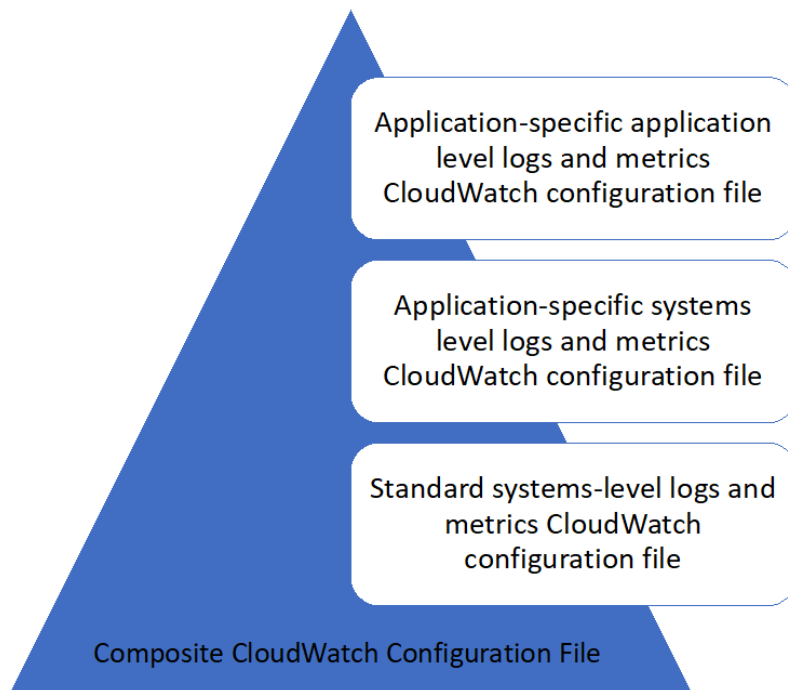 Application-specific application
level logs and metrics
CloudWatch configuration file
Application-specific systems
level logs and metrics
CloudWatch configuration file
Standard systems-level logs and
metrics CloudWatch
configuration file
Composite CloudWatch Configuration File